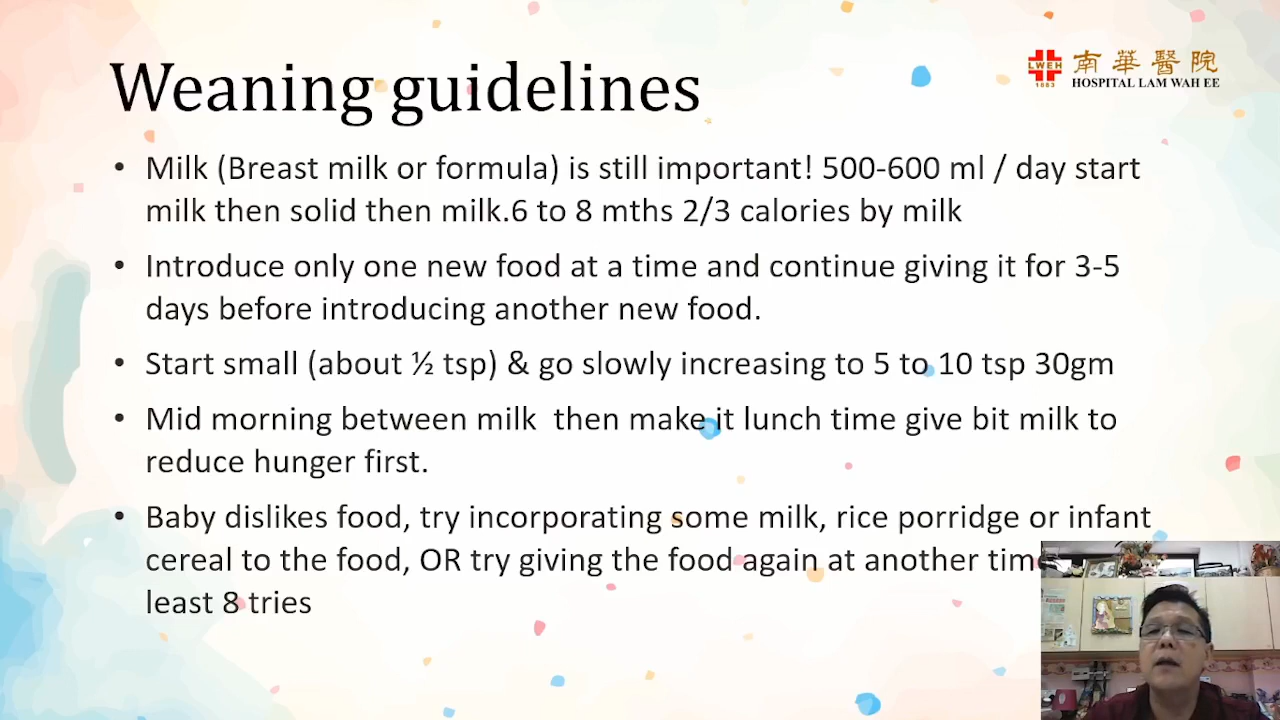 Weaning guidelines
LWEH
1883
南華醫院
HOSPITAL LAM WAH EE
• Milk (Breast milk or formula) is still important! 500-600 ml / day start
milk then solid then milk.6 to 8 mths 2/3 calories by milk
• Introduce only one new food at a time and continue giving it for 3-5
days before introducing another new food.
• Start small (about ½ tsp) & go slowly increasing to 5 to 10 tsp 30gm
• Mid morning between milk then make it lunch time give bit milk to
reduce hunger first.
• Baby dislikes food, try incorporating some milk, rice porridge or infant
cereal to the food, OR try giving the food again at another
least 8 tries